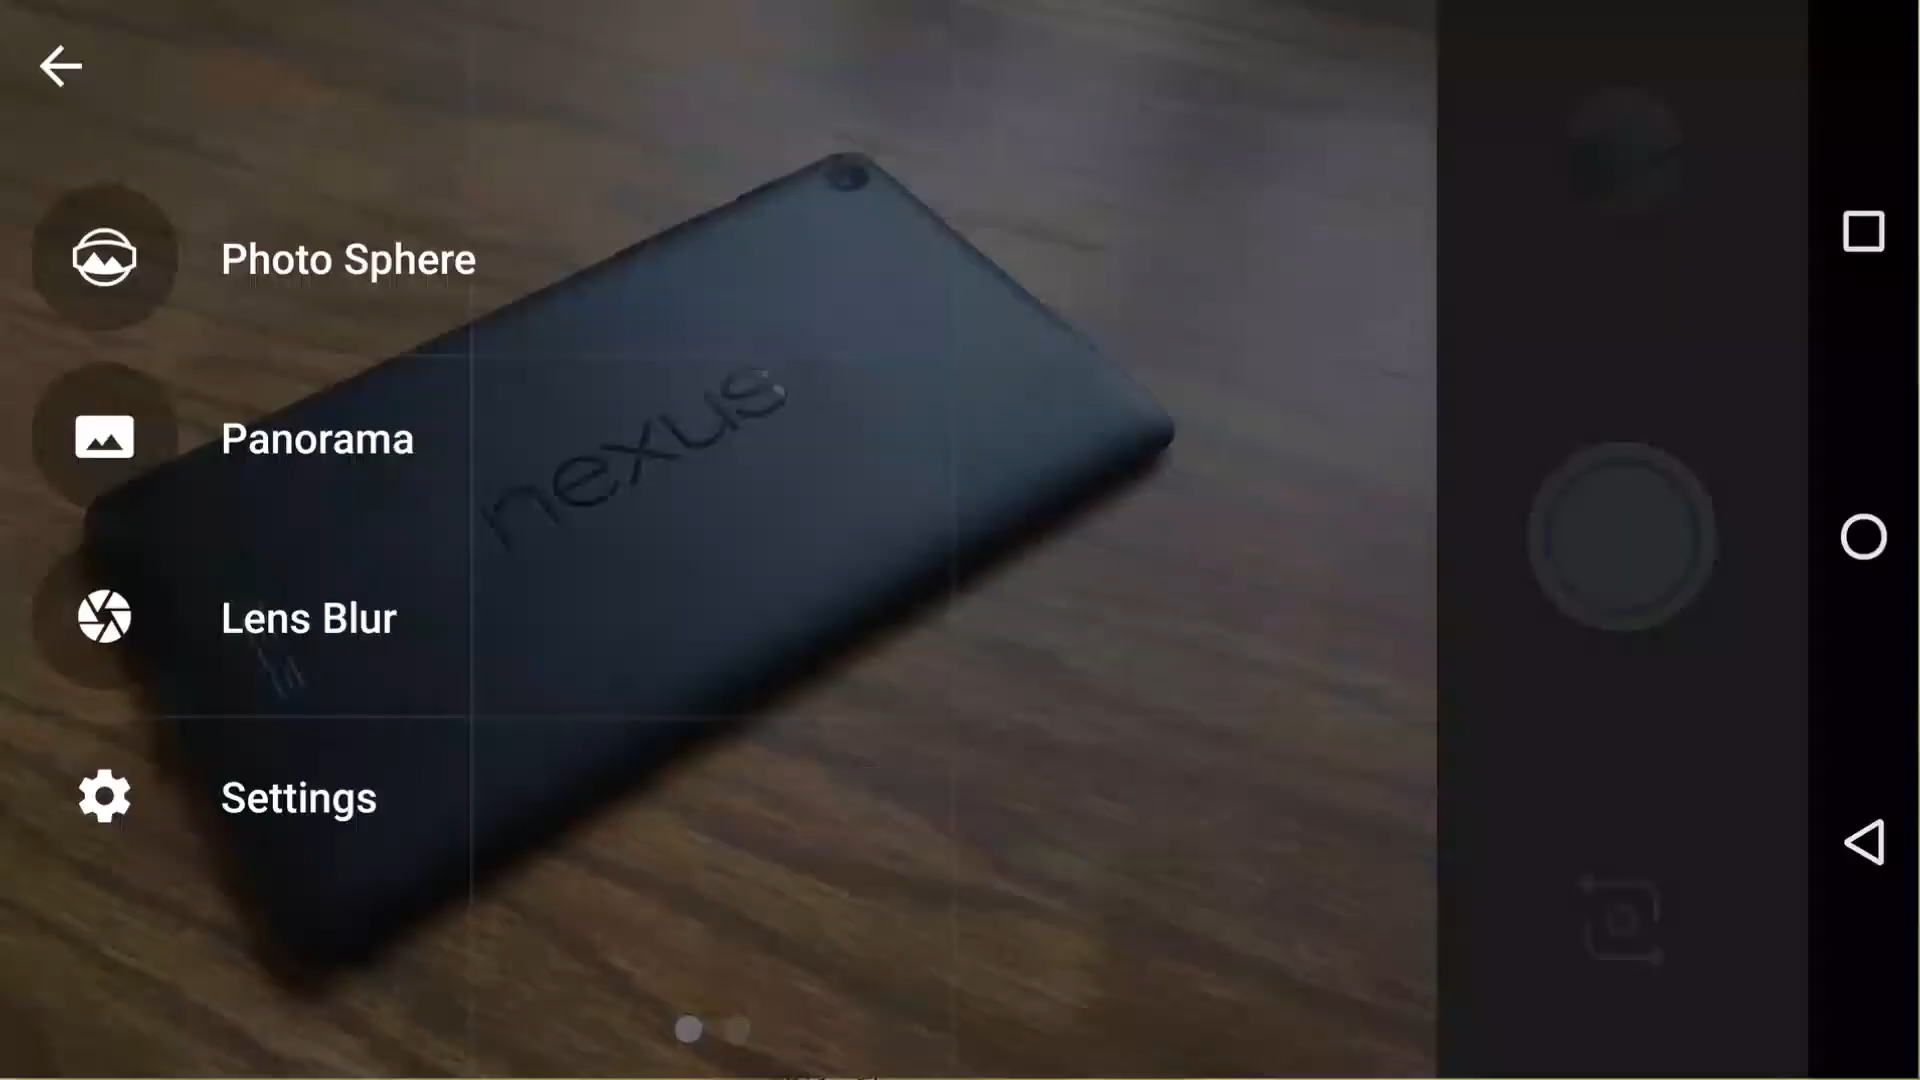 Photo Sphere
nexus
Panorama
Lens Blur
Settings